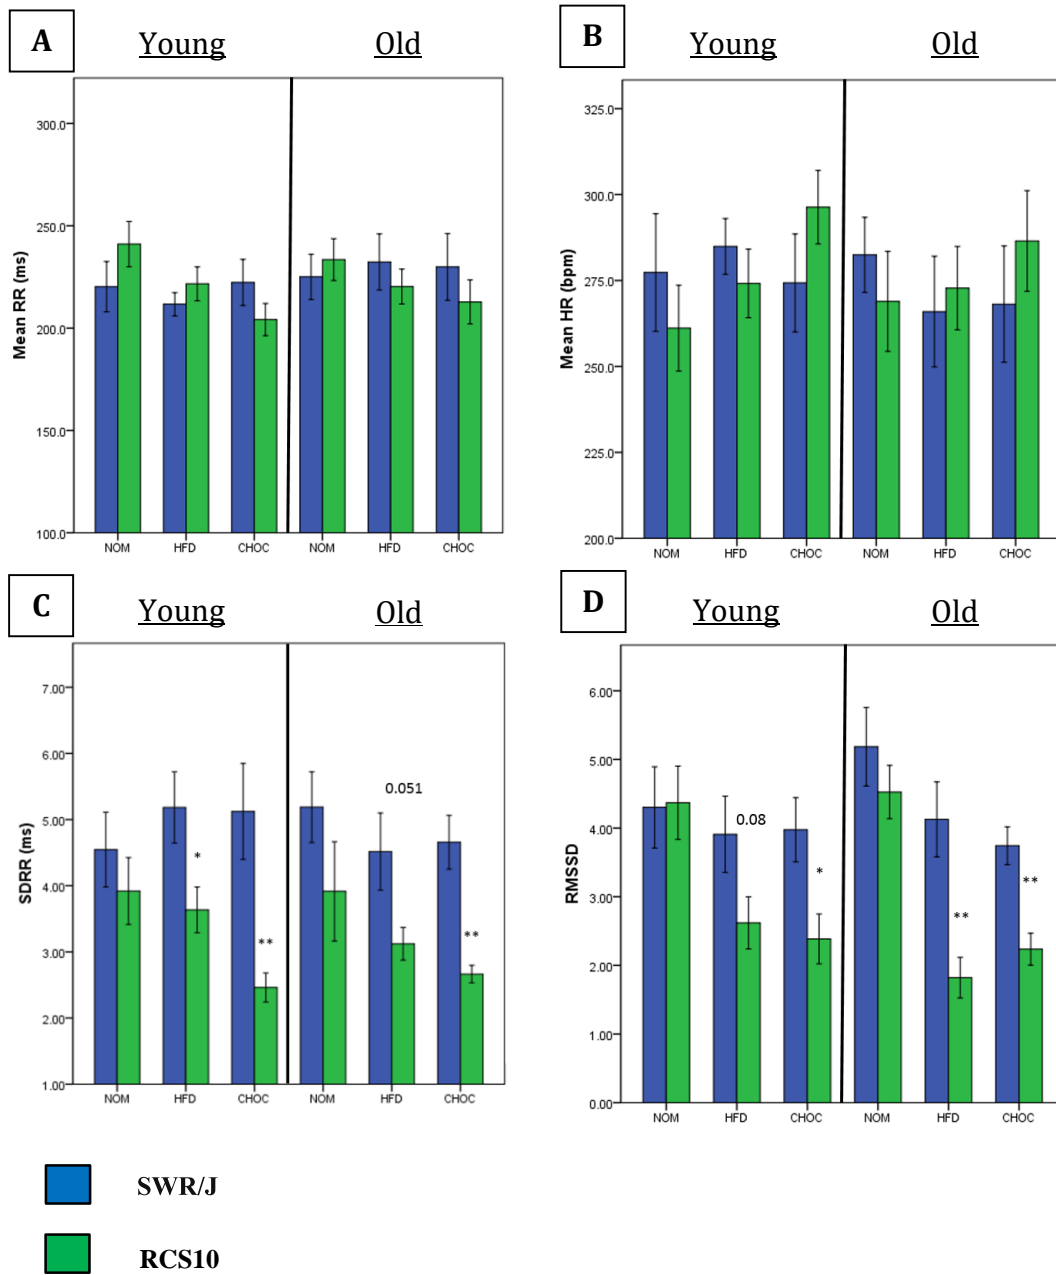 A
Young
Old
300.0
250.0
200.0
150.0
100.0
Mean RR (ms)
NOM HFD CHOC NOM HFD CHOC
B
Young
Old
325.0
300.0
275.0
250.0
225.0
200.0
Mean HR (bpm)
NOM HFD CHOC NOM HFD CHOC
C
Young
Old
7.00
6.00
5.00
4.00
3.00
2.00
1.00
SDRR (ms)
*
**
0.051
**
NOM HFD CHOC NOM HFD CHOC
D
Young
Old
6.00
5.00
4.00
3.00
2.00
1.00
0.00
RMSSD
0.08
*
**
**
NOM HFD CHOC NOM HFD CHOC
SWR/J
RCS10